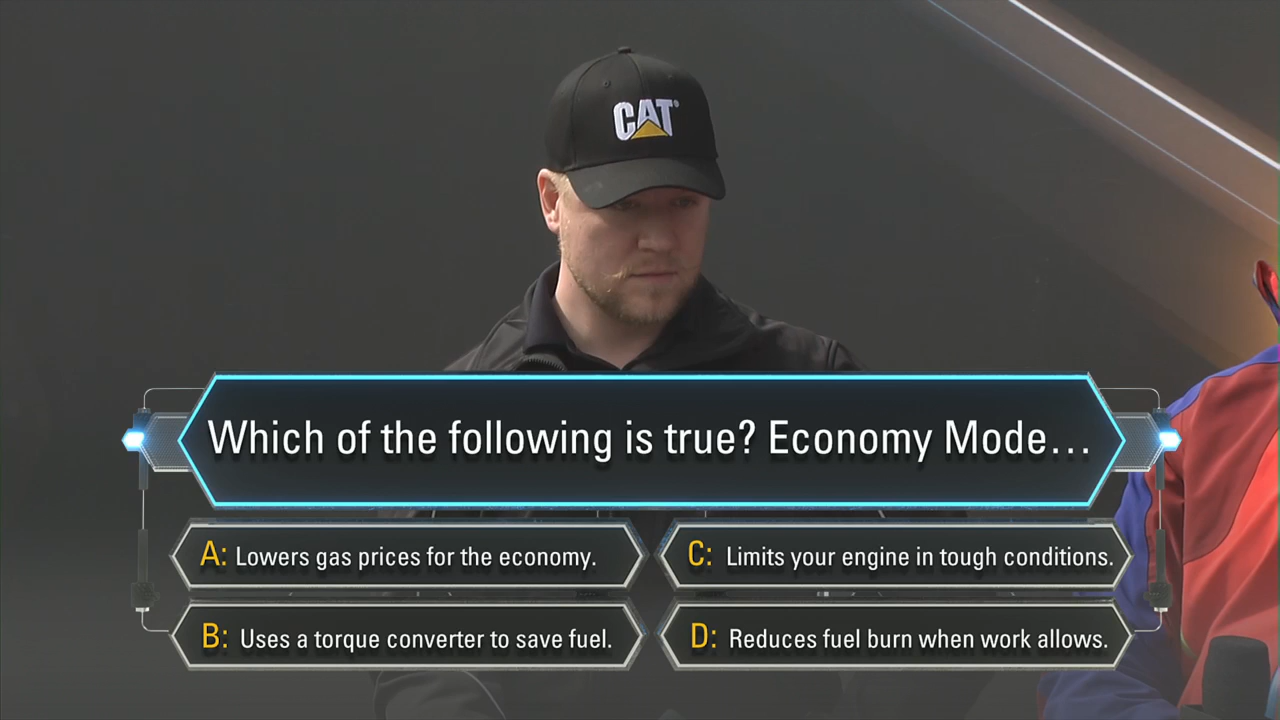 CAT
Which of the following is true? Economy Mode...
A: Lowers gas prices for the economy.
C: Limits your engine in tough conditions.
B: Uses a torque converter to save fuel.
D: Reduces fuel burn when work allows.